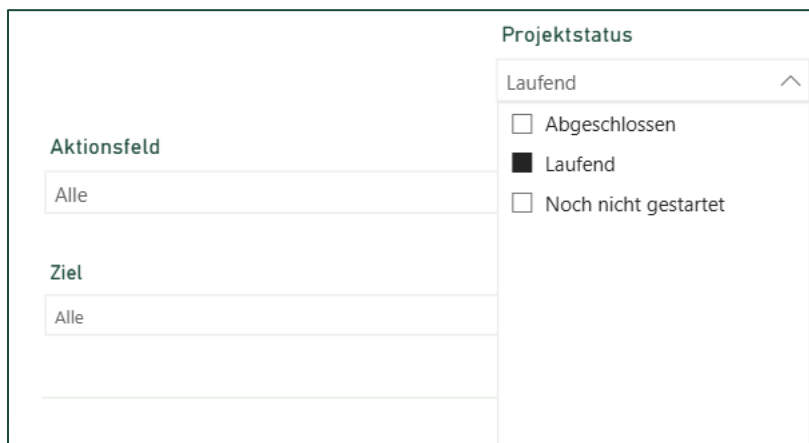 Projektstatus
Laufend
Abgeschlossen
Laufend
Noch nicht gestartet
Aktionsfeld
Alle
Ziel
Alle